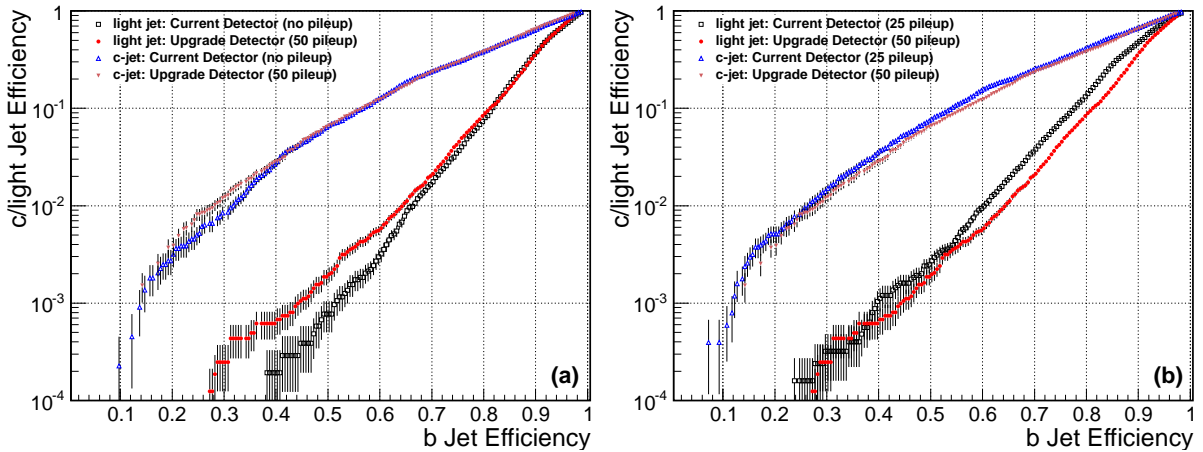 light jet: Current Detector (no pileup)
light jet: Upgrade Detector (50 pileup)
c-jet: Current Detector (no pileup)
c-jet: Upgrade Detector (50 pileup)
c/light Jet Efficiency
1
10-1
10-2
10-3
10-4
0.1 0.2 0.3 0.4 0.5 0.6 0.7 0.8 0.9 1
b Jet Efficiency
(a)
light jet: Current Detector (25 pileup)
light jet: Upgrade Detector (50 pileup)
c-jet: Current Detector (25 pileup)
c-jet: Upgrade Detector (50 pileup)
c/light Jet Efficiency
1
10-1
10-2
10-3
10-4
0.1 0.2 0.3 0.4 0.5 0.6 0.7 0.8 0.9 1
b Jet Efficiency
(b)